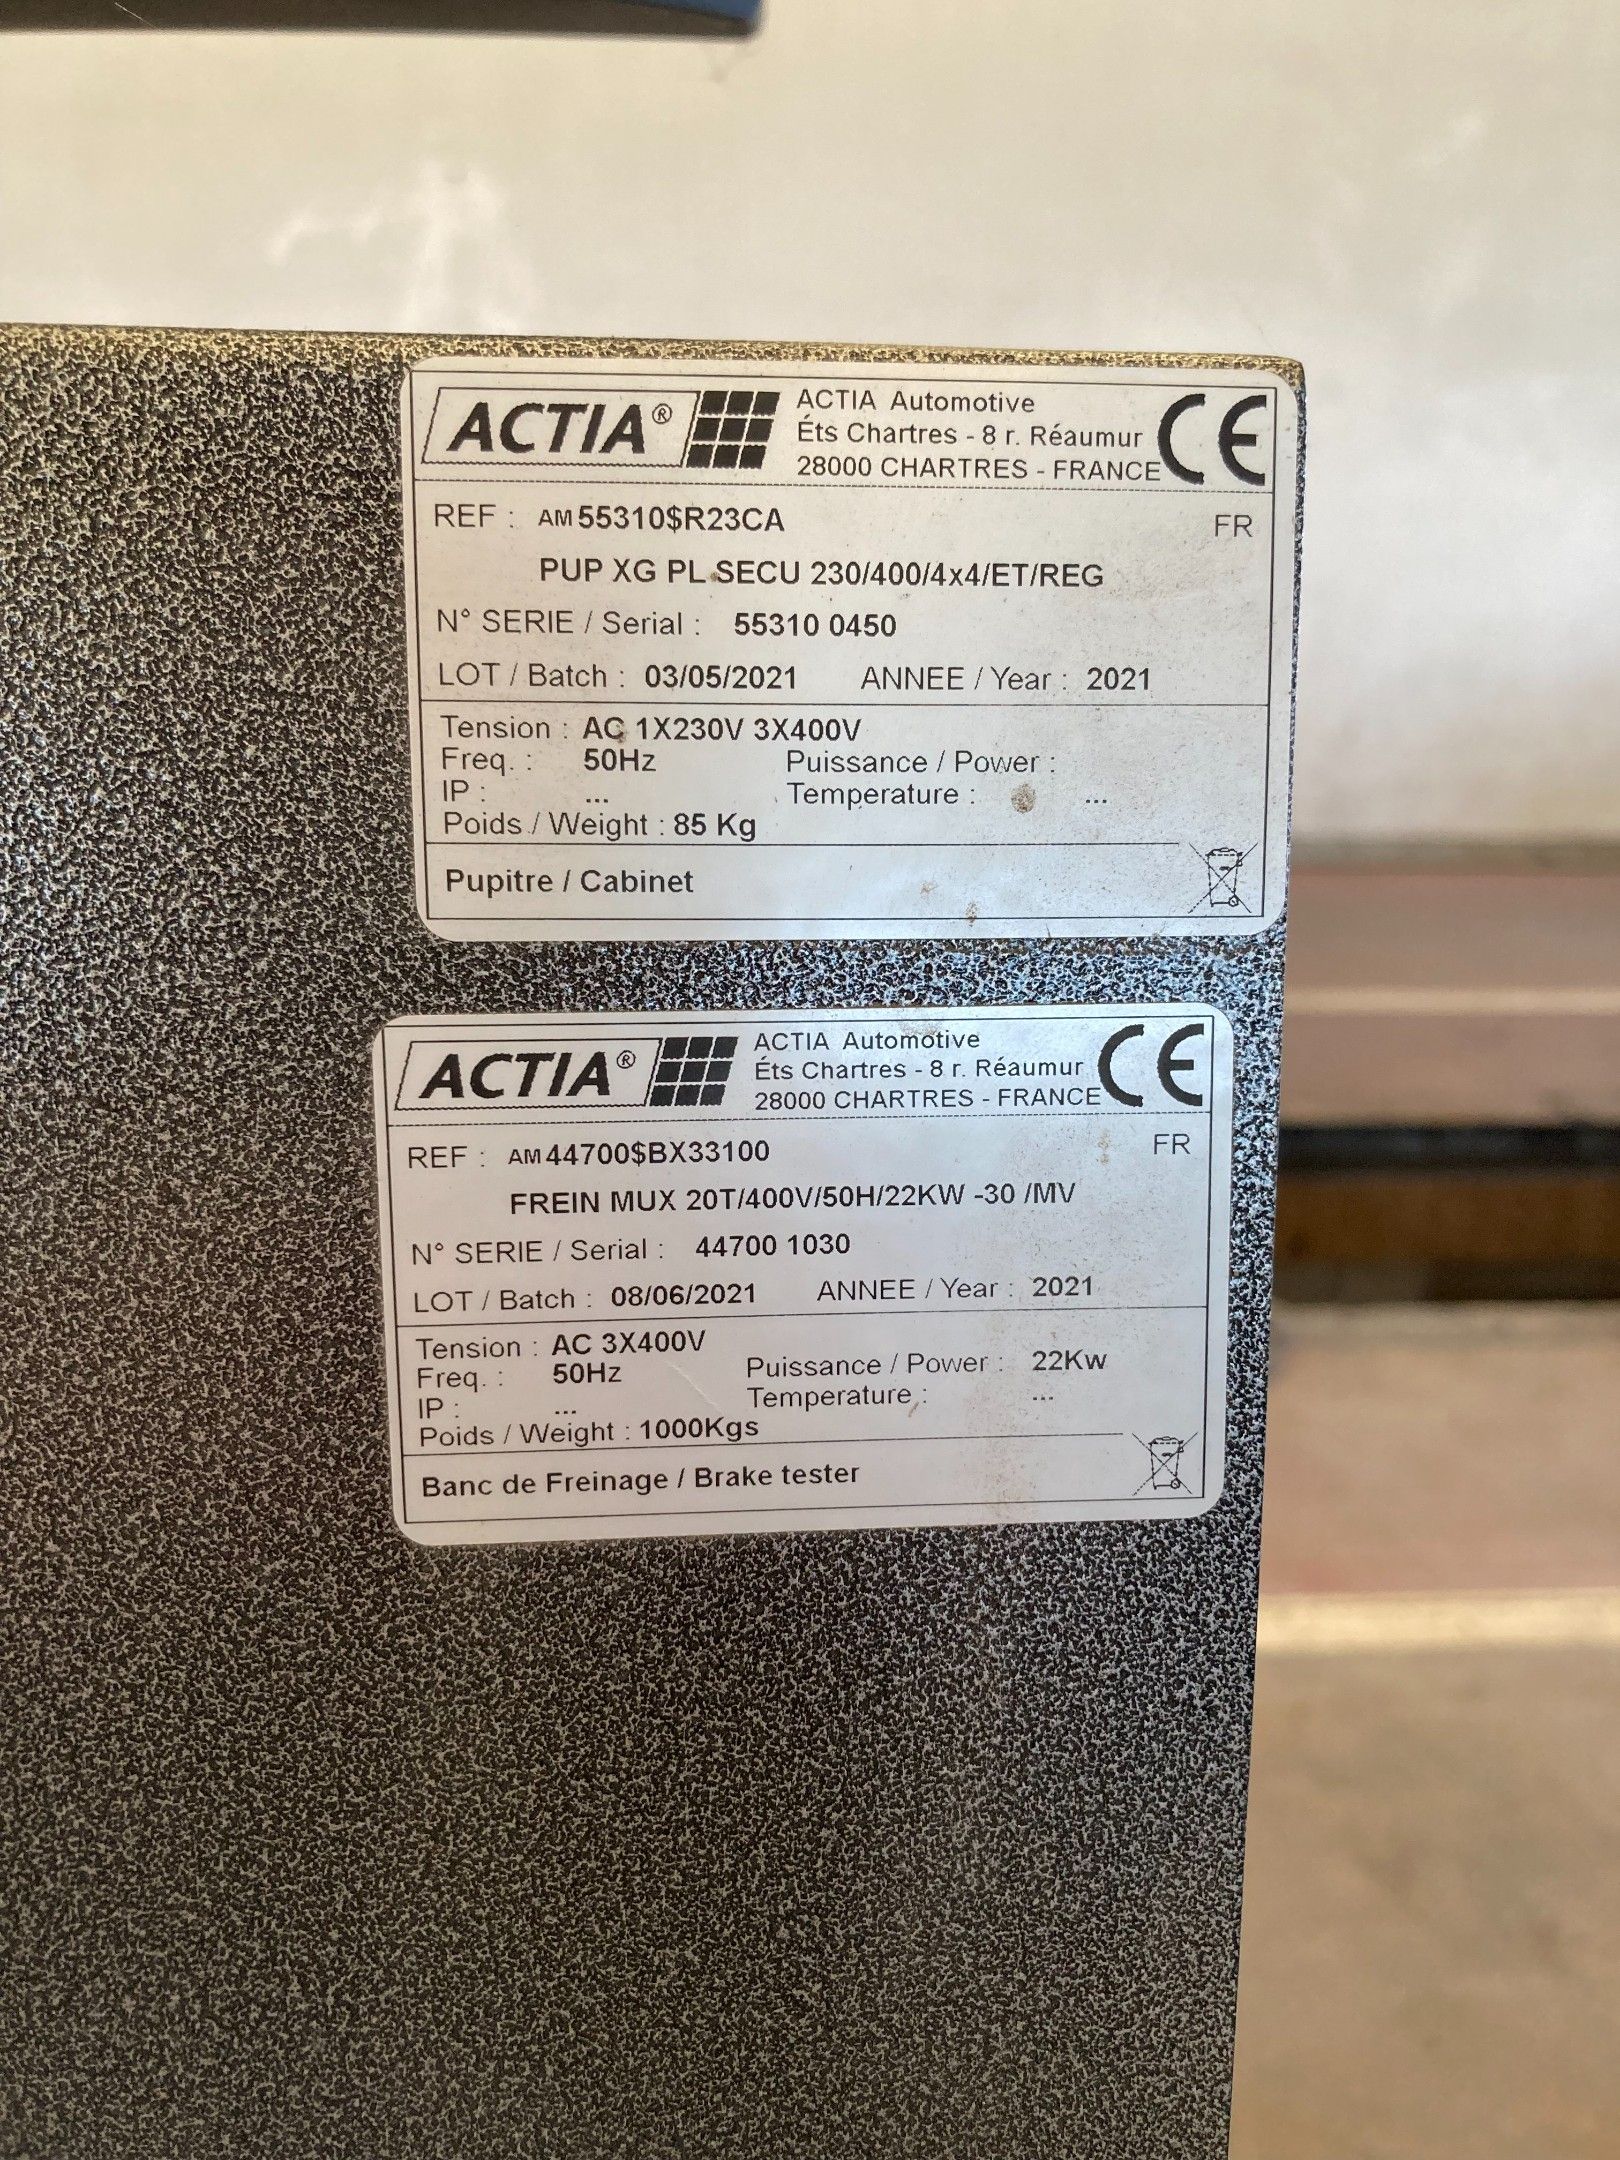 ACTIA®
ACTIA Automotive
Éts Chartres - 8 r. Réaumur
28000 CHARTRES - FRANCE
CE
REF : AM55310$R23CA FR
PUP XG PL SECU 230/400/4x4/ET/REG
N° SERIE / Serial : 55310 0450
LOT / Batch : 03/05/2021 ANNEE / Year : 2021
Tension : AC 1X230V 3X400V
Freq. : 50Hz Puissance / Power :
IP : ... Temperature : ...
Poids / Weight : 85 Kg
Pupitre / Cabinet
ACTIA®
ACTIA Automotive
Éts Chartres - 8 r. Réaumur
28000 CHARTRES - FRANCE
CE
REF : AM44700$BX33100 FR
FREIN MUX 20T/400V/50H/22KW -30 /MV
N° SERIE / Serial : 44700 1030
LOT / Batch : 08/06/2021 ANNEE / Year : 2021
Tension : AC 3X400V
Freq. : 50Hz Puissance / Power : 22Kw
IP : ... Temperature : ...
Poids / Weight : 1000Kgs
Banc de Freinage / Brake tester